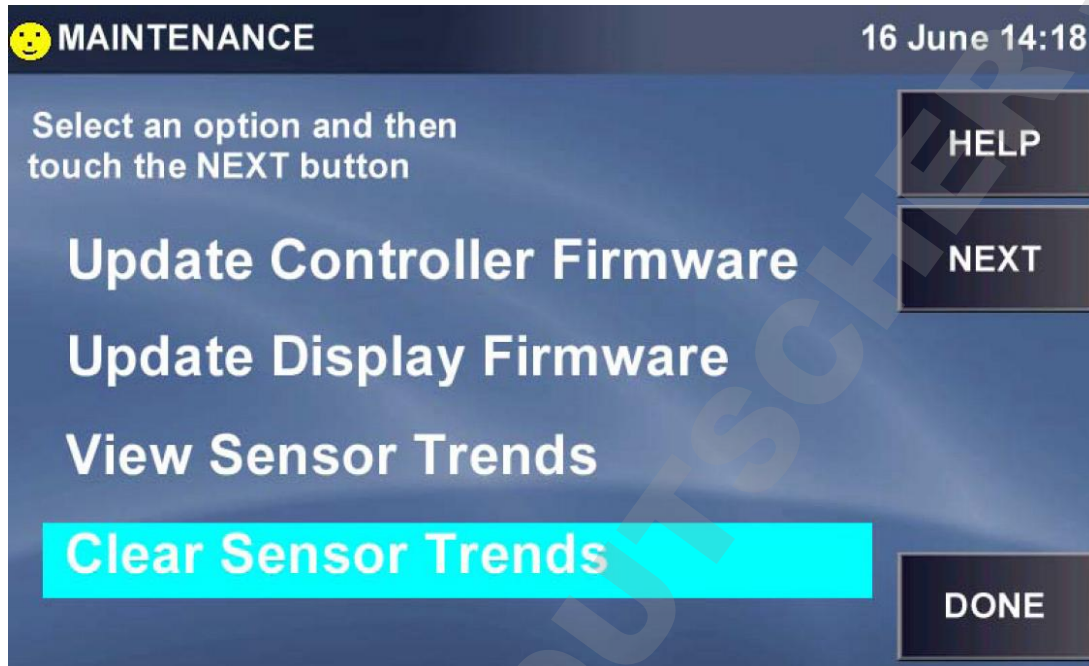 MAINTENANCE
16 June 14:18
Select an option and then
touch the NEXT button
HELP
NEXT
Update Controller Firmware
Update Display Firmware
View Sensor Trends
Clear Sensor Trends
DONE